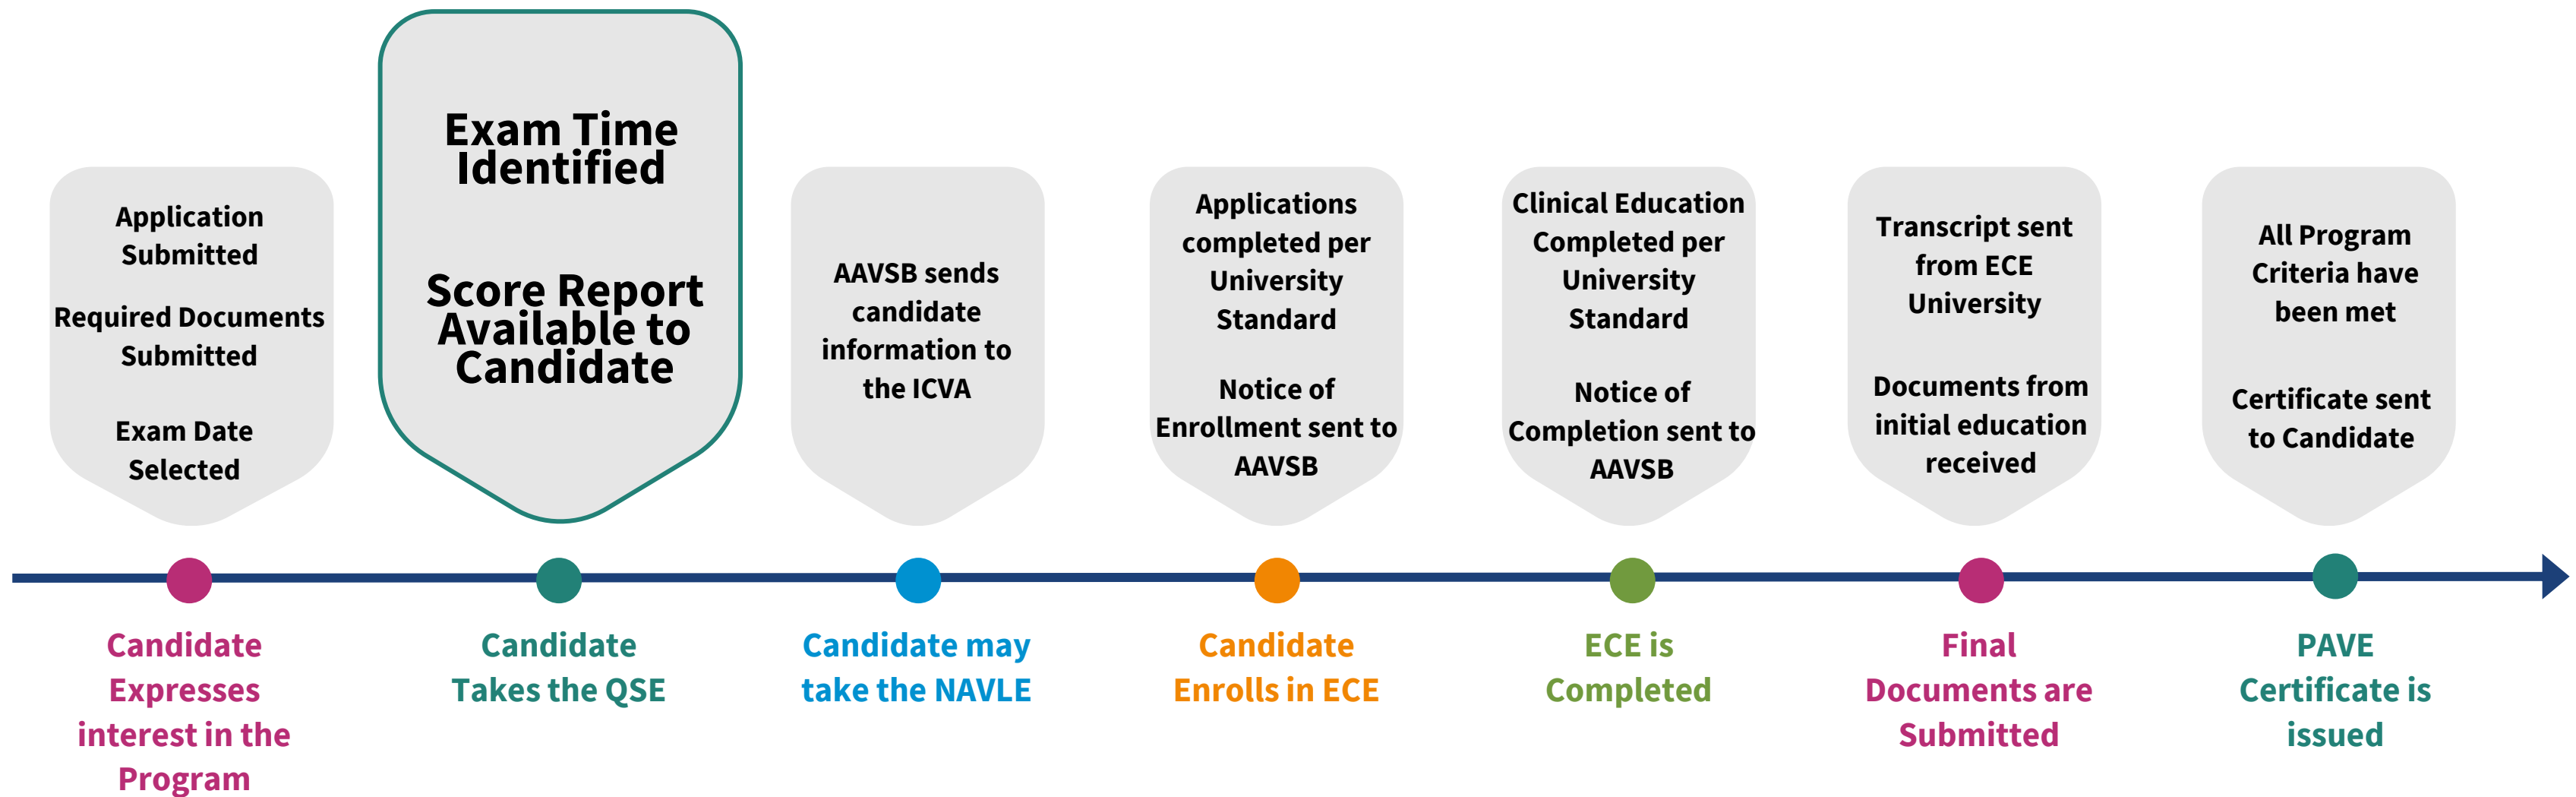 Application
Submitted
Required Documents
Submitted
Exam Date
Selected
Candidate
Expresses
interest in the
Program
Exam Time
Identified
Score Report
Available to
Candidate
Candidate
Takes the QSE
AAVSB sends
candidate
information to
the ICVA
Candidate may
take the NAVLE
Applications
completed per
University
Standard
Notice of
Enrollment sent to
AAVSB
Candidate
Enrolls in ECE
Clinical Education
Completed per
University
Standard
Notice of
Completion sent to
AAVSB
ECE is
Completed
Transcript sent
from ECE
University
Documents from
initial education
received
Final
Documents are
Submitted
All Program
Criteria have
been met
Certificate sent
to Candidate
PAVE
Certificate is
issued